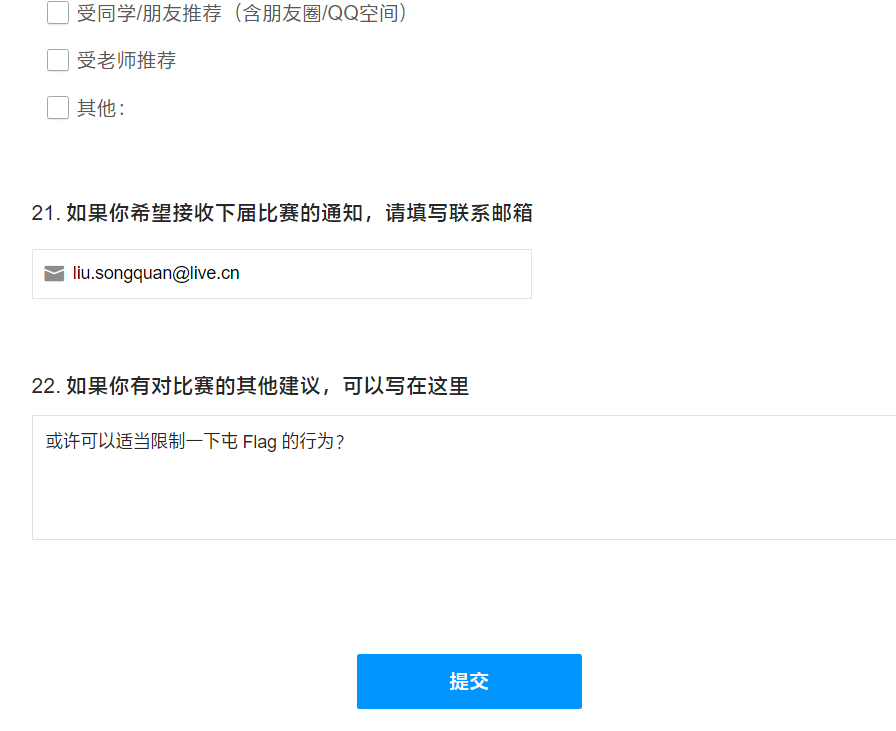 受同学/朋友推荐（含朋友圈/QQ空间）
受老师推荐
其他：
21. 如果你希望接收下届比赛的通知，请填写联系邮箱
liu.songquan@live.cn
22. 如果你有对比赛的其他建议，可以写在这里
或许可以适当限制一下屯 Flag 的行为？
提交